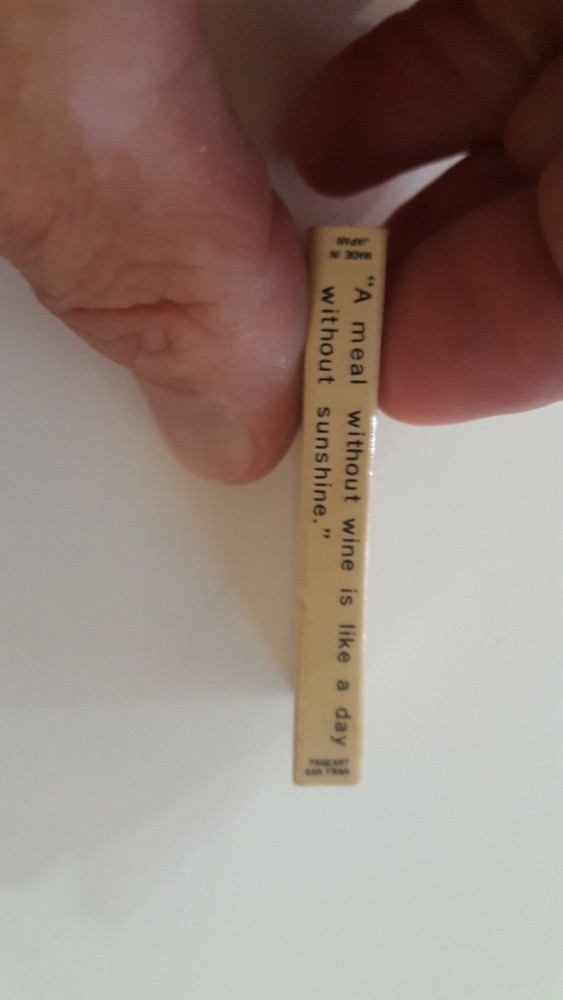 MADE IN
JAPAN
"A meal without wine is like a day
without sunshine."
PAGEANT
SAN FRAN